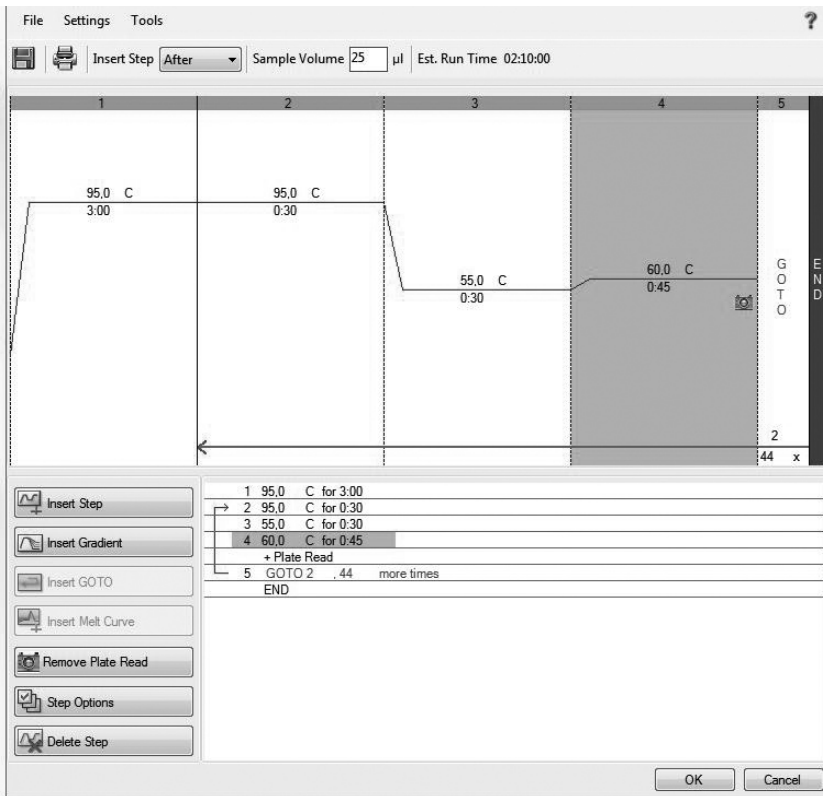 File Settings Tools ?
Insert Step After Sample Volume 25 µl Est. Run Time 02:10:00
1 2 3 4 5
95,0 C
3:00
95,0 C
0:30
55,0 C
0:30
60,0 C
0:45
GOTO
END
2
44 x
Insert Step
Insert Gradient
Insert GOTO
Insert Melt Curve
Remove Plate Read
Step Options
Delete Step
1 95,0 C for 3:00
2 95,0 C for 0:30
3 55,0 C for 0:30
4 60,0 C for 0:45
+ Plate Read
5 GOTO 2 , 44 more times
END
OK Cancel